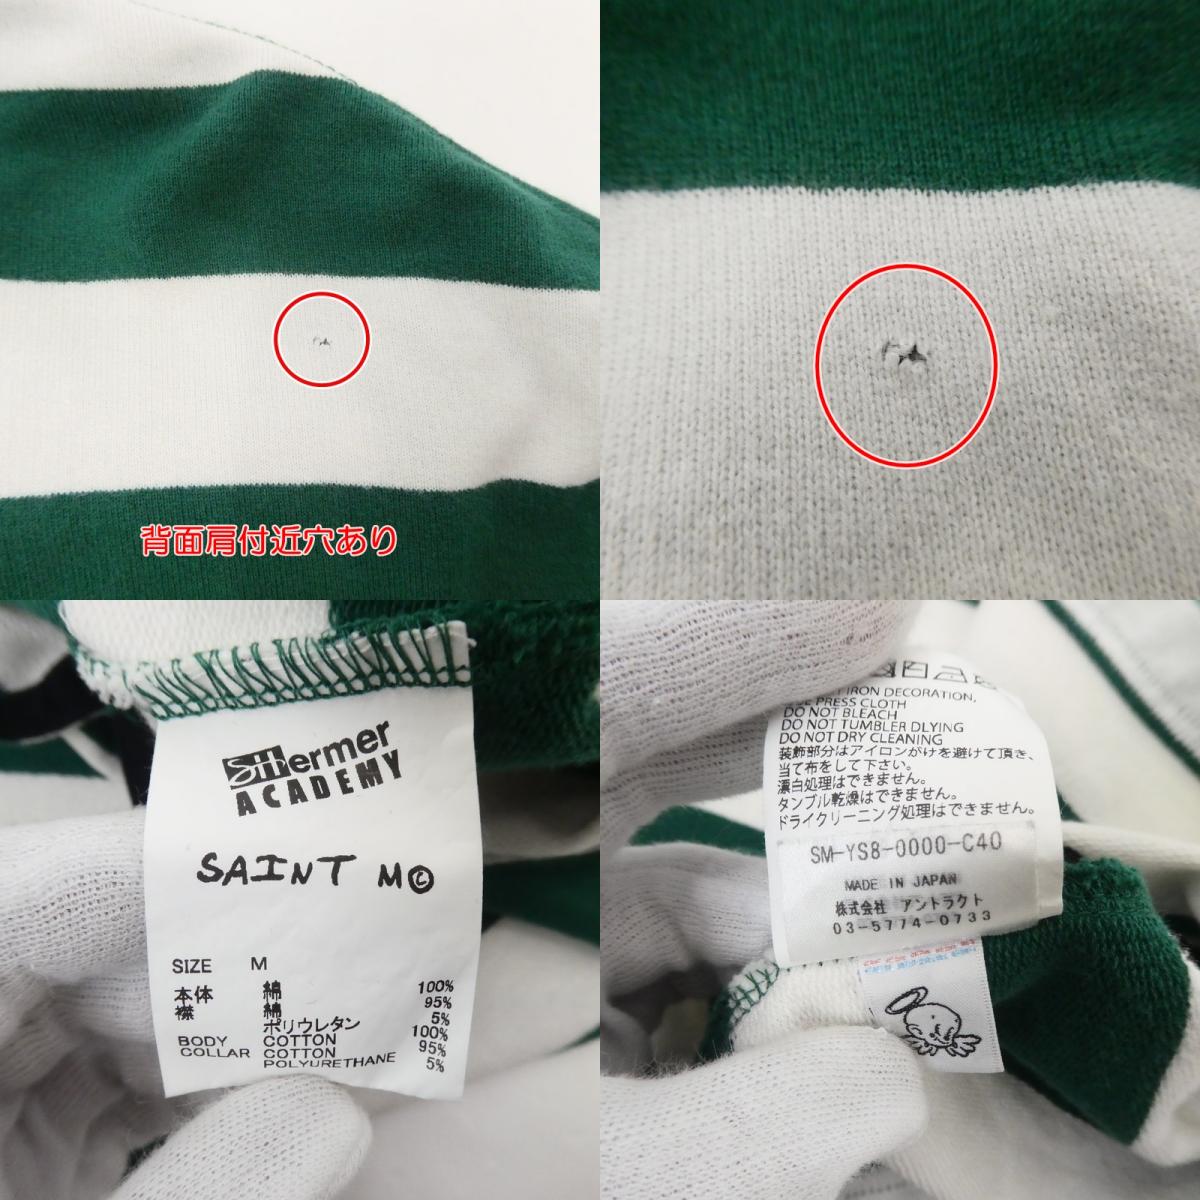 背面肩付近穴あり
Shermer
ACADEMY
SAINT M©
SIZE M
本体 綿 100%
襟 綿 95%
ポリウレタン 5%
BODY COTTON 100%
COLLAR COTTON 95%
POLYURETHANE 5%
IRON DECORATION,
PRESS CLOTH
DO NOT BLEACH
DO NOT TUMBLER DLYING
DO NOT DRY CLEANING
装飾部分はアイロンがけを避けて頂き、
当て布をして下さい。
漂白処理はできません。
タンブル乾燥はできません。
ドライクリーニング処理はできません。
SM-YS8-0000-C40
MADE IN JAPAN
株式会社 アントラクト
03-5774-0733